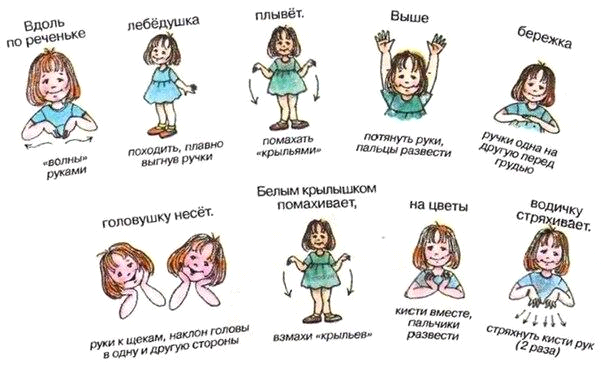 Вдоль
по реченьке
«волны»
руками
лебёдушка
походить, плавно
выгнув ручки
плывёт.
помахать
«крыльями»
Выше
потянуть руки,
пальцы развести
бережка
ручки одна на
другую перед
грудью
головушку несёт.
руки к щекам, наклон головы
в одну и другую стороны
Белым крылышком
помахивает,
взмахи «крыльев»
на цветы
кисти вместе,
пальчики
развести
водичку
стряхивает.
стряхнуть кисти рук
(2 раза)